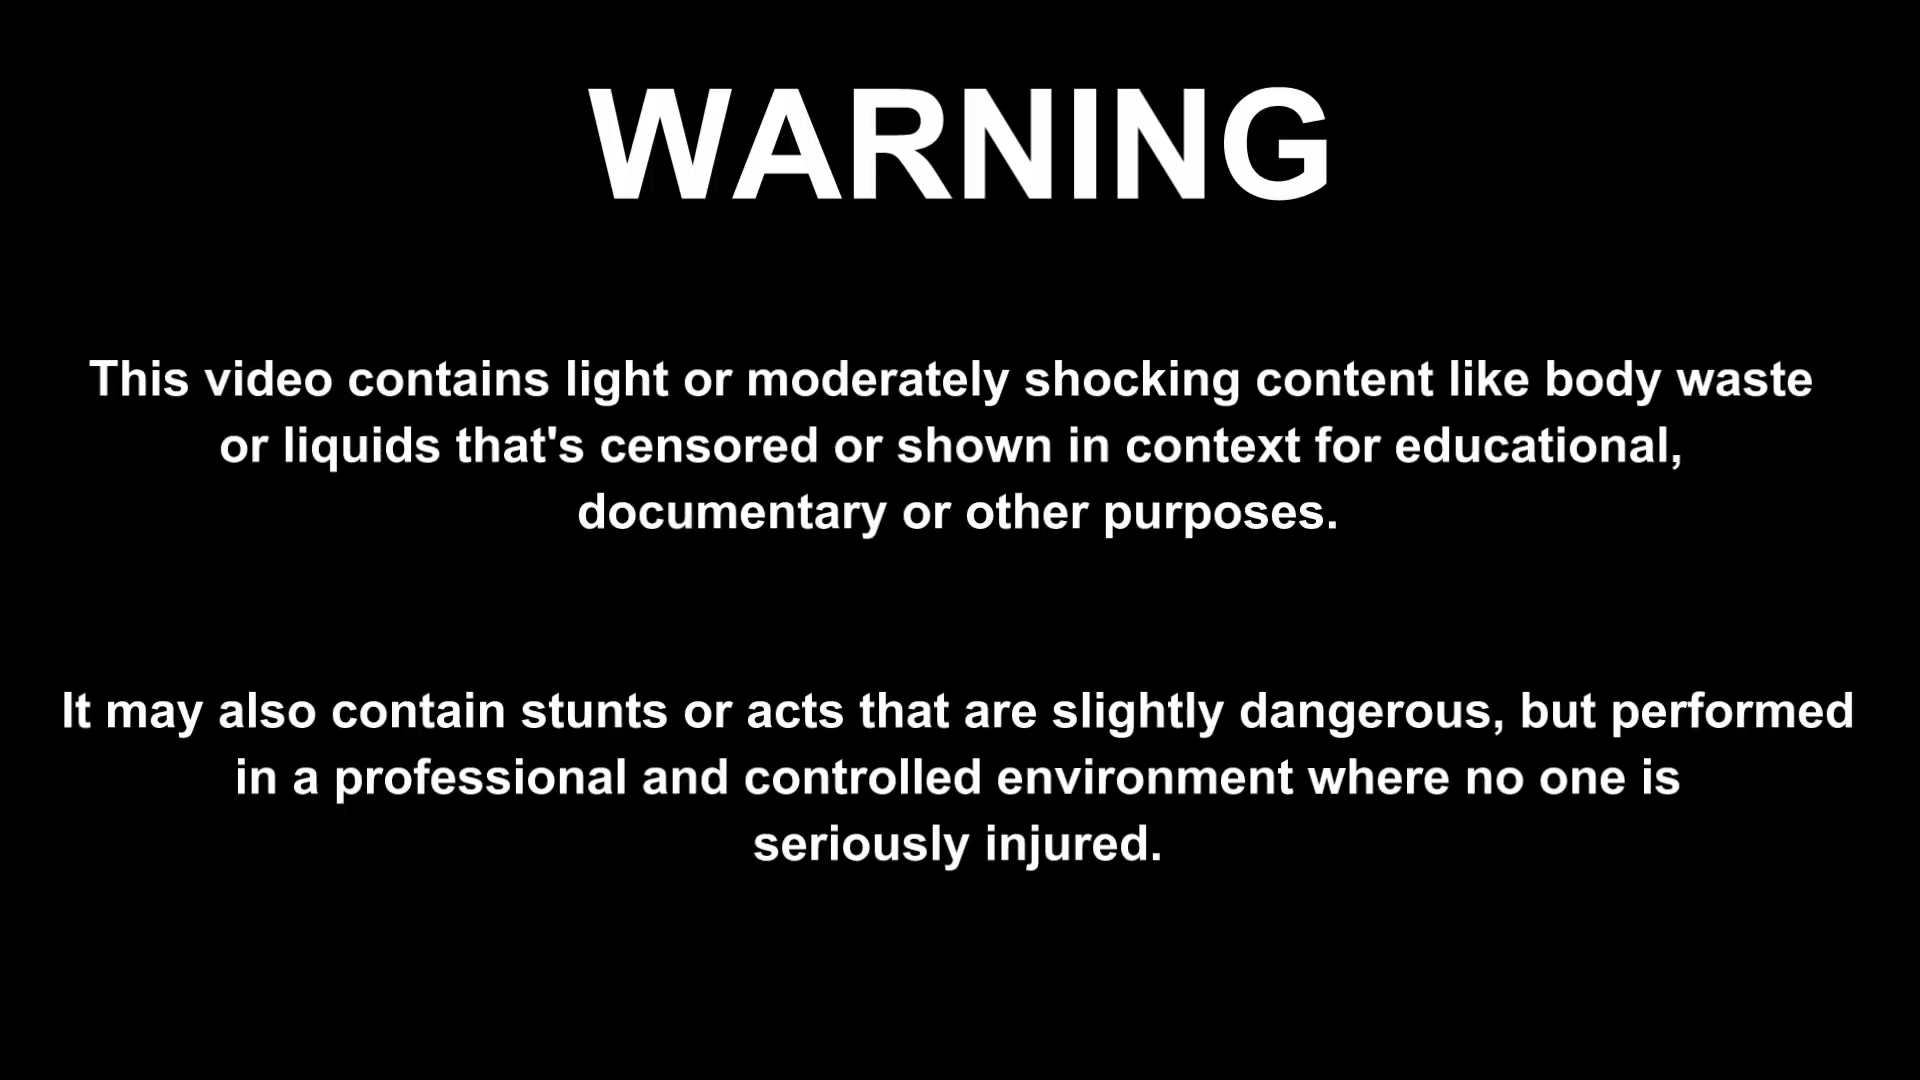 WARNING
This video contains light or moderately shocking content like body waste
or liquids that's censored or shown in context for educational,
documentary or other purposes.
It may also contain stunts or acts that are slightly dangerous, but performed
in a professional and controlled environment where no one is
seriously injured.